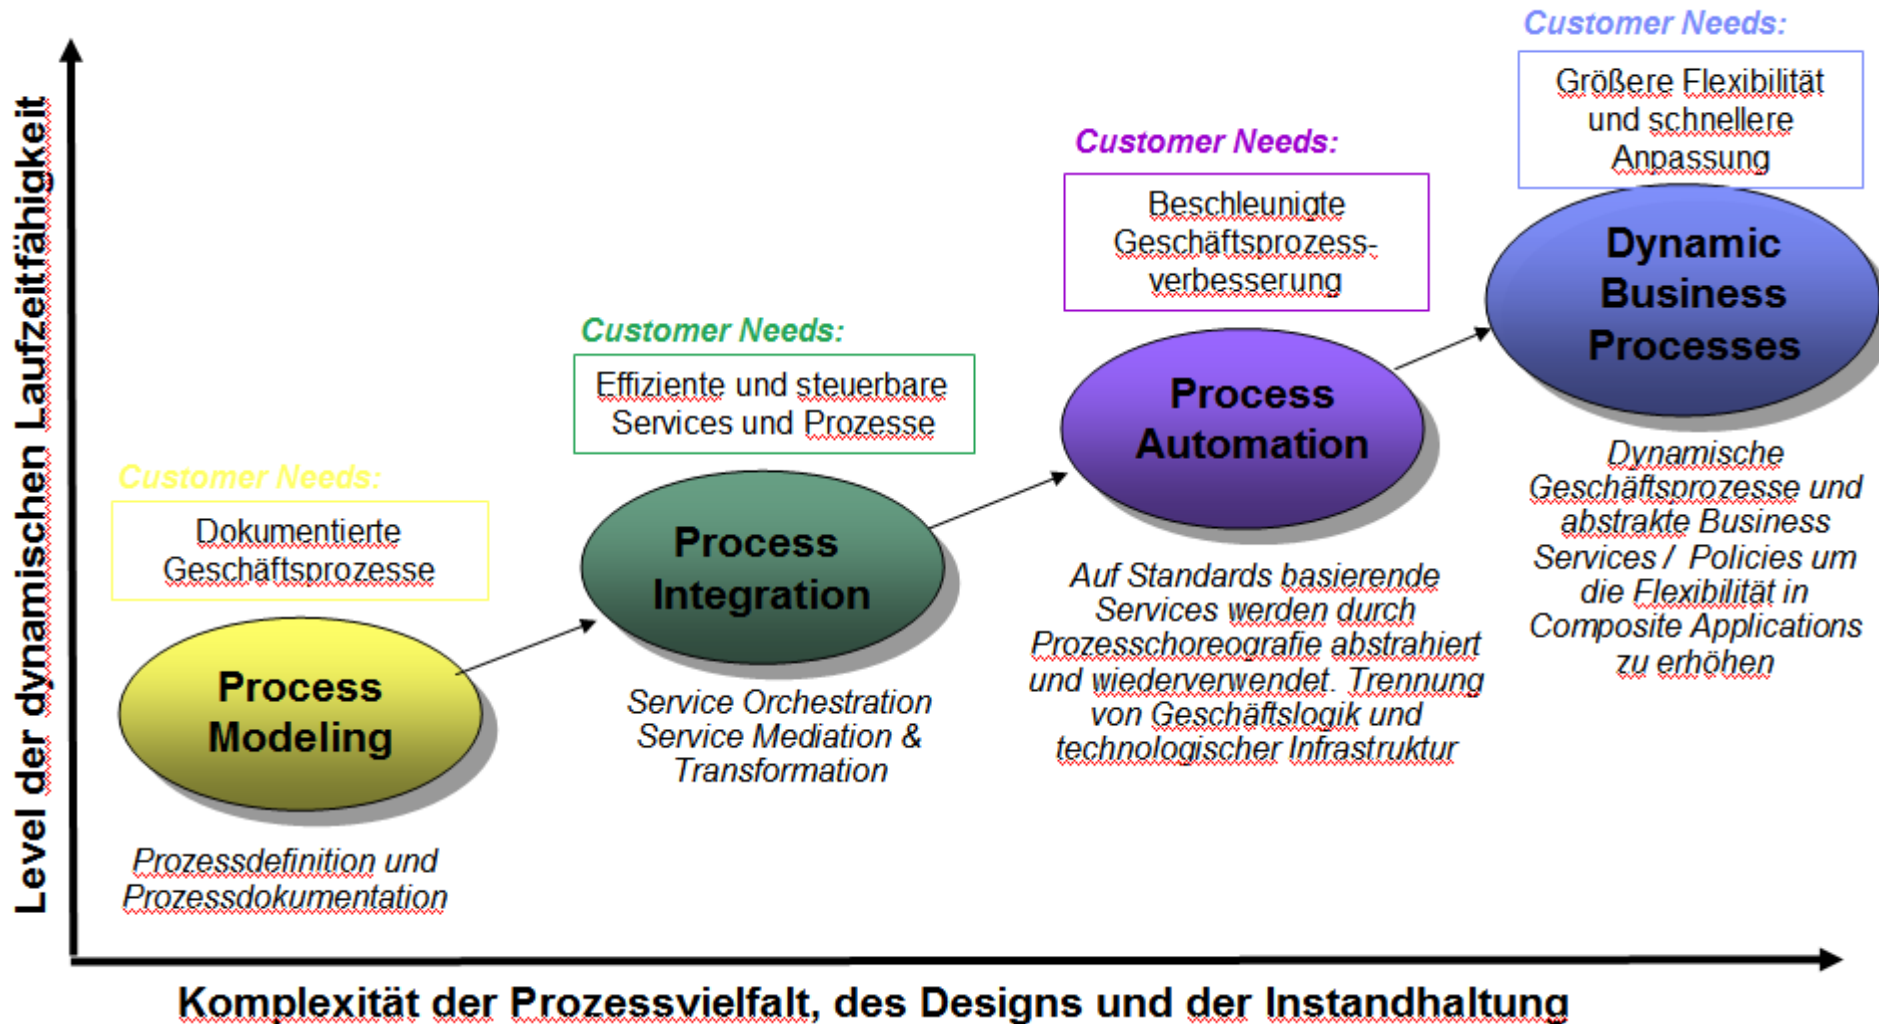 Level der dynamischen Laufzeitfähigkeit
Customer Needs:
Dokumentierte
Geschäftsprozesse
Process
Modeling
Prozessdefinition und
Prozessdokumentation
Customer Needs:
Effiziente und steuerbare
Services und Prozesse
Process
Integration
Service Orchestration
Service Mediation &
Transformation
Customer Needs:
Beschleunigte
Geschäftsprozess-
verbesserung
Process
Automation
Auf Standards basierende
Services werden durch
Prozesschoreografie abstrahiert
und wiederverwendet. Trennung
von Geschäftslogik und
technologischer Infrastruktur
Customer Needs:
Größere Flexibilität
und schnellere
Anpassung
Dynamic
Business
Processes
Dynamische
Geschäftsprozesse und
abstrakte Business
Services / Policies um
die Flexibilität in
Composite Applications
zu erhöhen
Komplexität der Prozessvielfalt, des Designs und der Instandhaltung